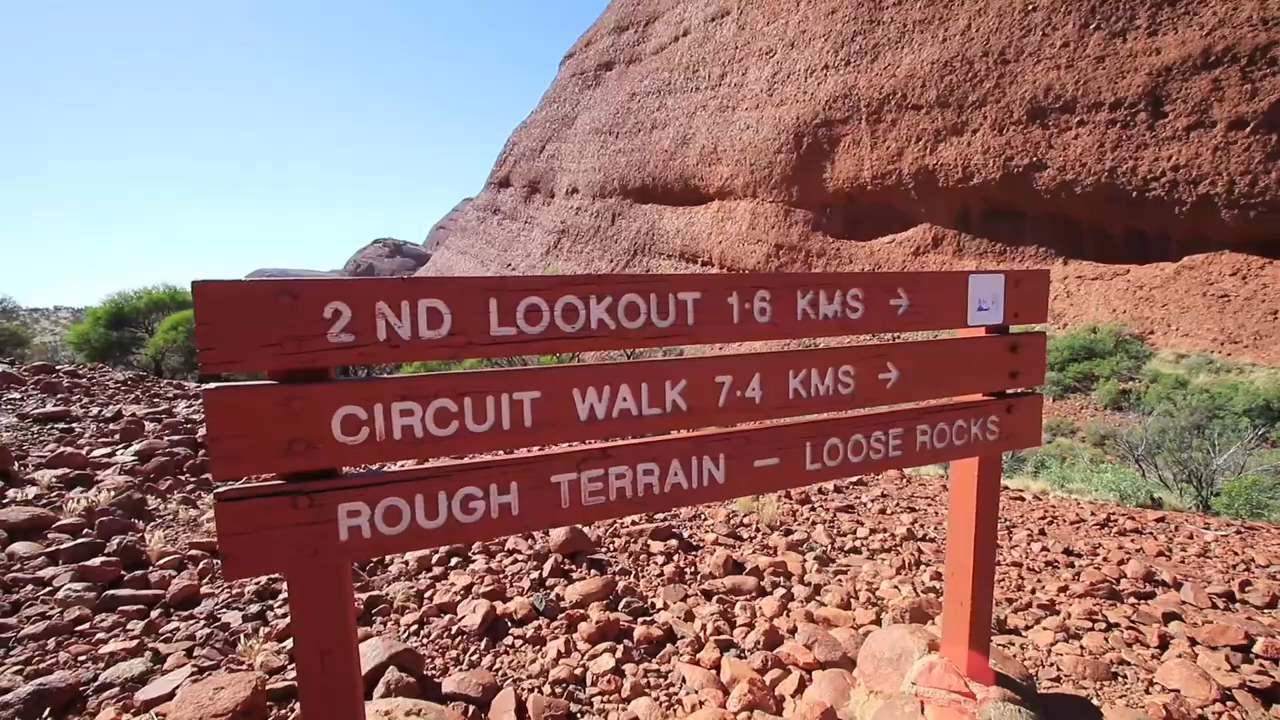 2 ND LOOKOUT 1·6 KMS →
CIRCUIT WALK 7·4 KMS →
ROUGH TERRAIN – LOOSE ROCKS